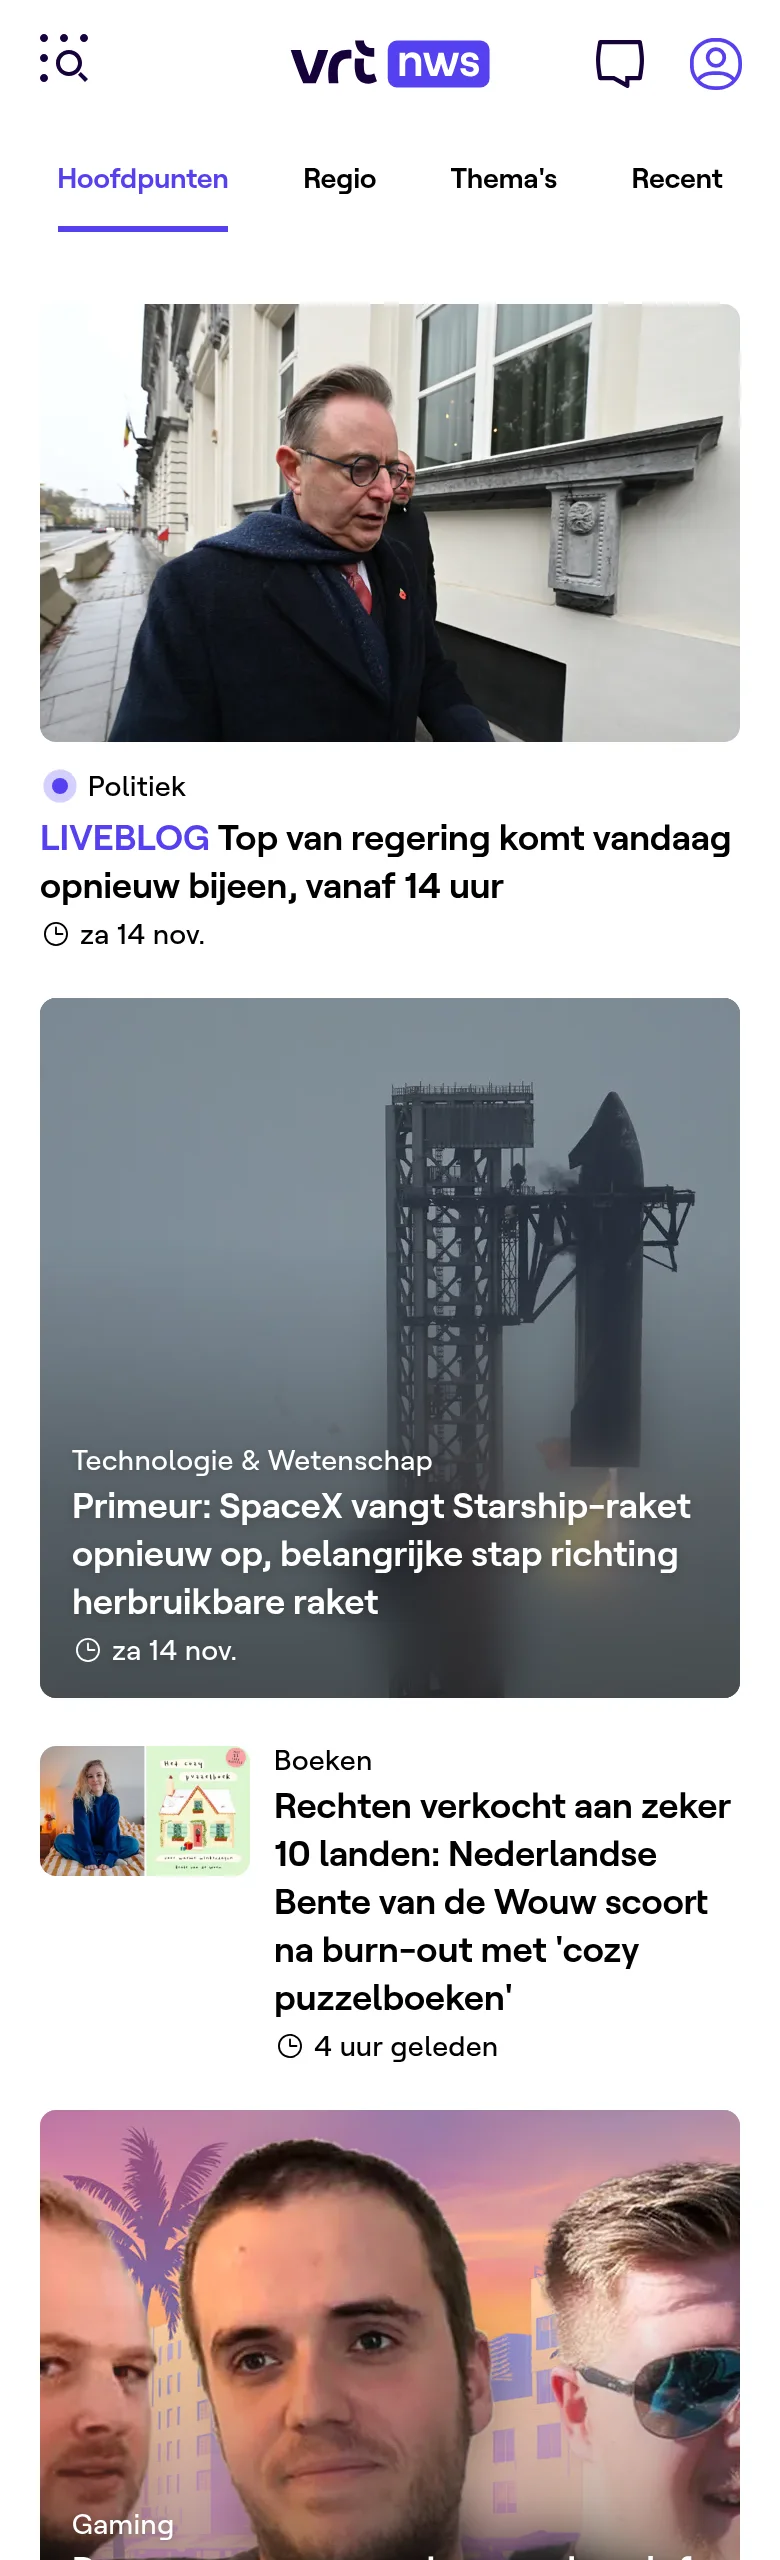 vrt nws
Hoofdpunten Regio Thema's Recent
Politiek
LIVEBLOG Top van regering komt vandaag
opnieuw bijeen, vanaf 14 uur
za 14 nov.
Technologie & Wetenschap
Primeur: SpaceX vangt Starship-raket
opnieuw op, belangrijke stap richting
herbruikbare raket
za 14 nov.
Het cozy
puzzelboek
Boeken
Rechten verkocht aan zeker
10 landen: Nederlandse
Bente van de Wouw scoort
na burn-out met 'cozy
puzzelboeken'
4 uur geleden
Gaming